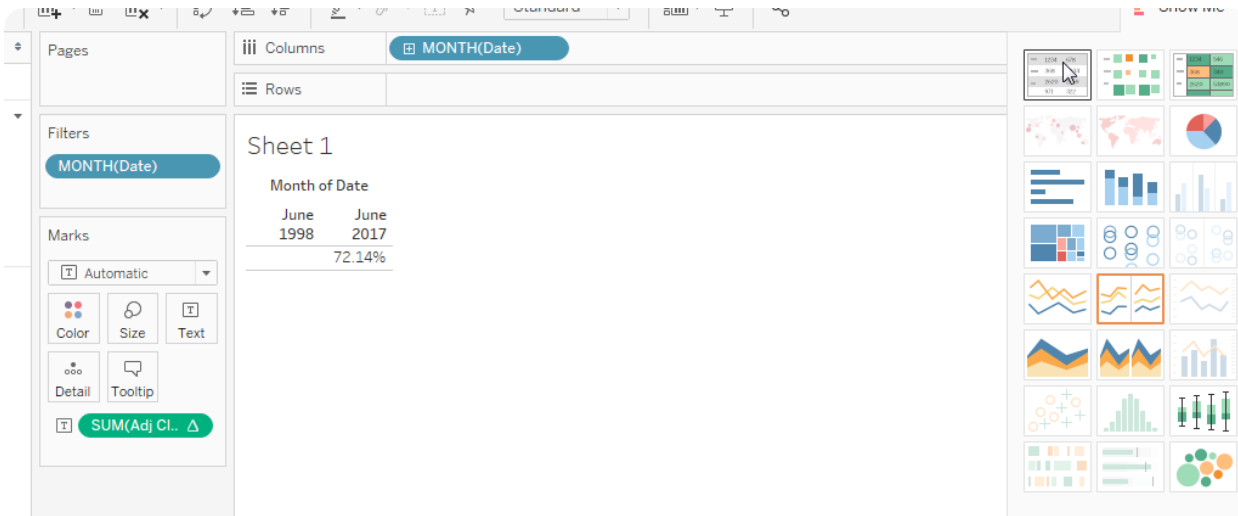 Standard
Show Me
Pages
Columns
MONTH(Date)
Rows
Filters
MONTH(Date)
Sheet 1
Month of Date
June June
1998 2017
72.14%
Marks
T Automatic
T
Color Size Text
Detail Tooltip
T SUM(Adj Cl.. Δ